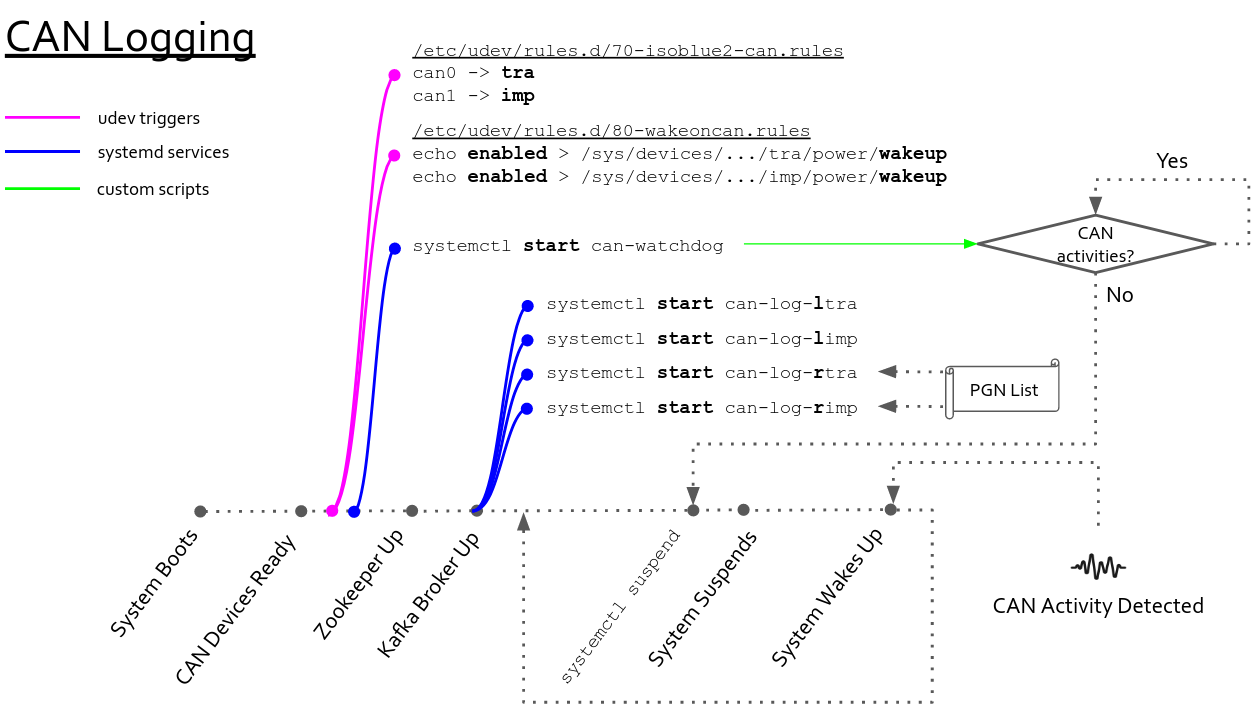 CAN Logging
udev triggers
systemd services
custom scripts
/etc/udev/rules.d/70-isoblue2-can.rules
can0 -> tra
can1 -> imp
/etc/udev/rules.d/80-wakeoncan.rules
echo enabled > /sys/devices/.../tra/power/wakeup
echo enabled > /sys/devices/.../imp/power/wakeup
systemctl start can-watchdog
Yes
CAN
activities?
No
systemctl start can-log-ltra
systemctl start can-log-limp
systemctl start can-log-rtra
systemctl start can-log-rimp
PGN List
System Boots
CAN Devices Ready
Zookeeper Up
Kafka Broker Up
systemctl suspend
System Suspends
System Wakes Up
CAN Activity Detected